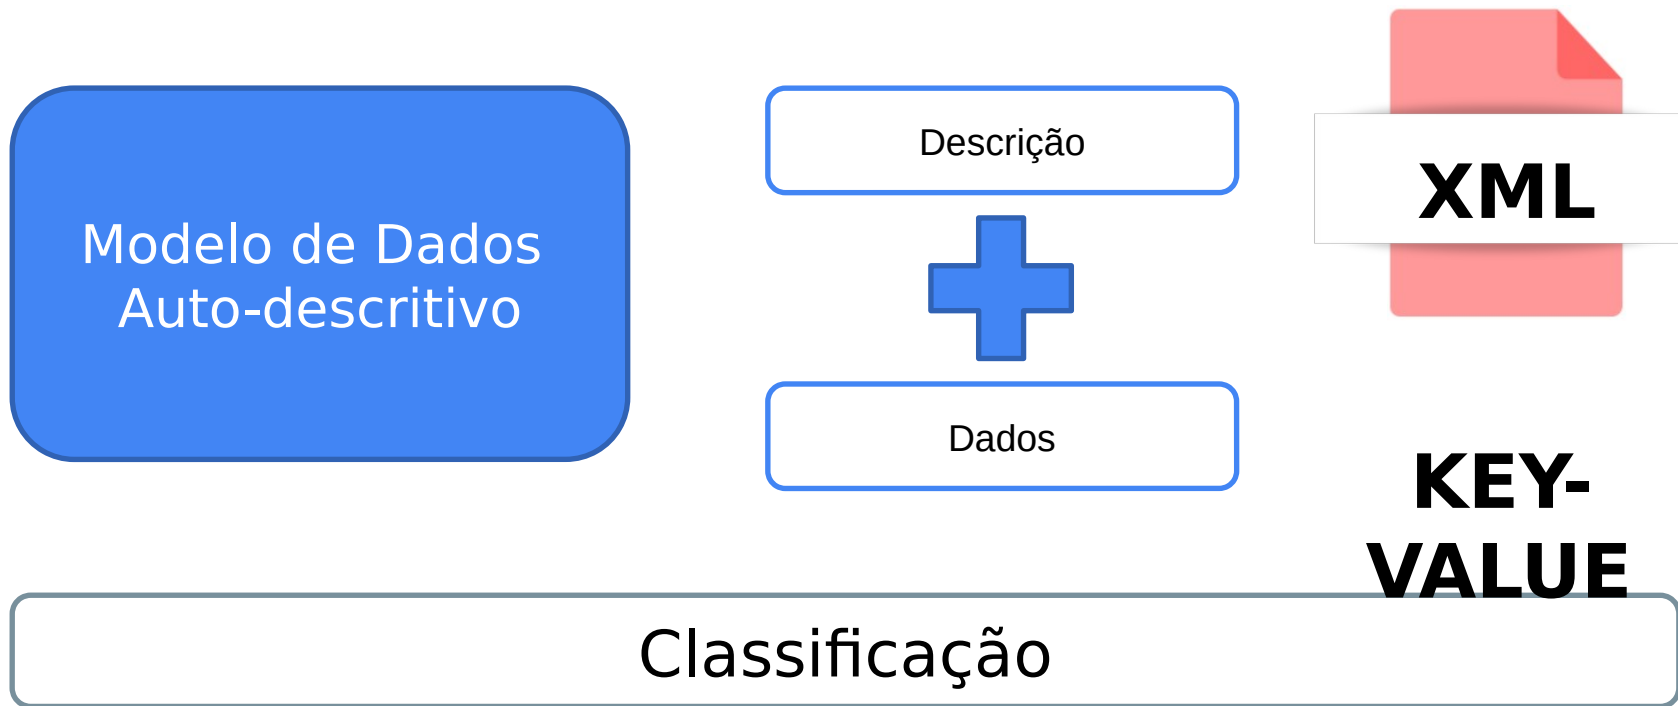 Modelo de Dados
Auto-descritivo
Descrição
Dados
XML
KEY-
VALUE
Classificação